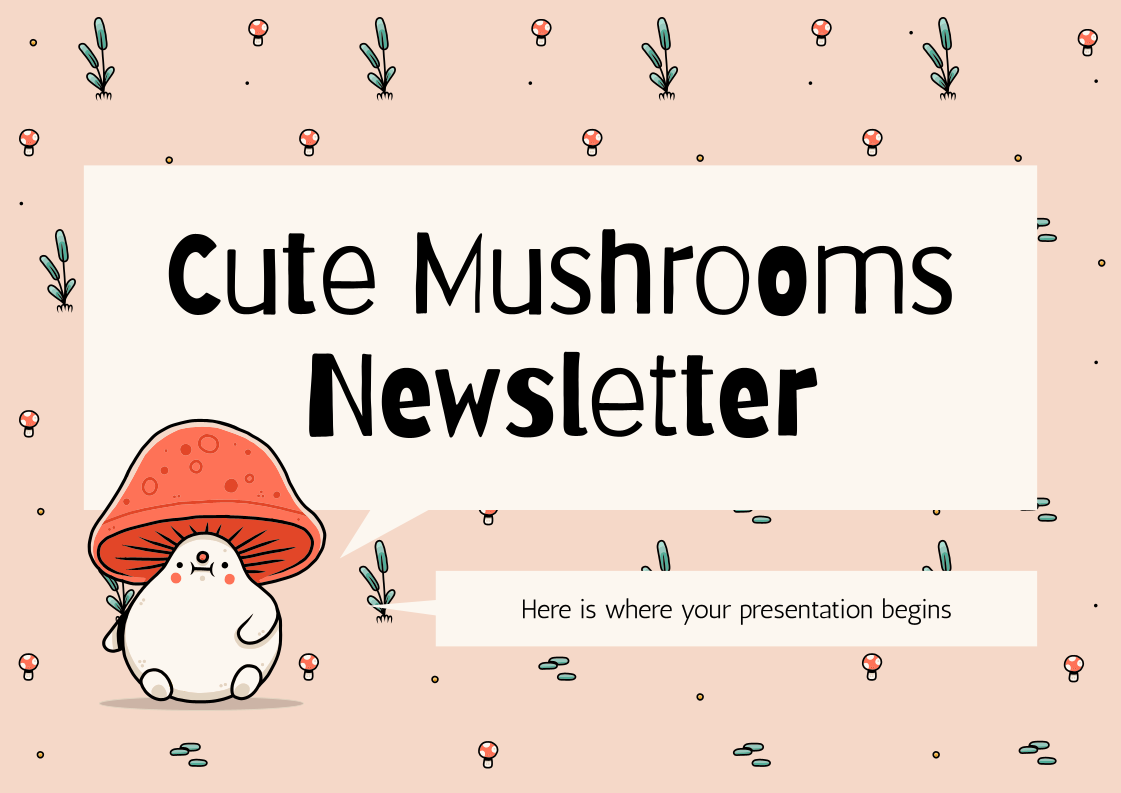 Cute Mushrooms
Newsletter
Here is where your presentation begins